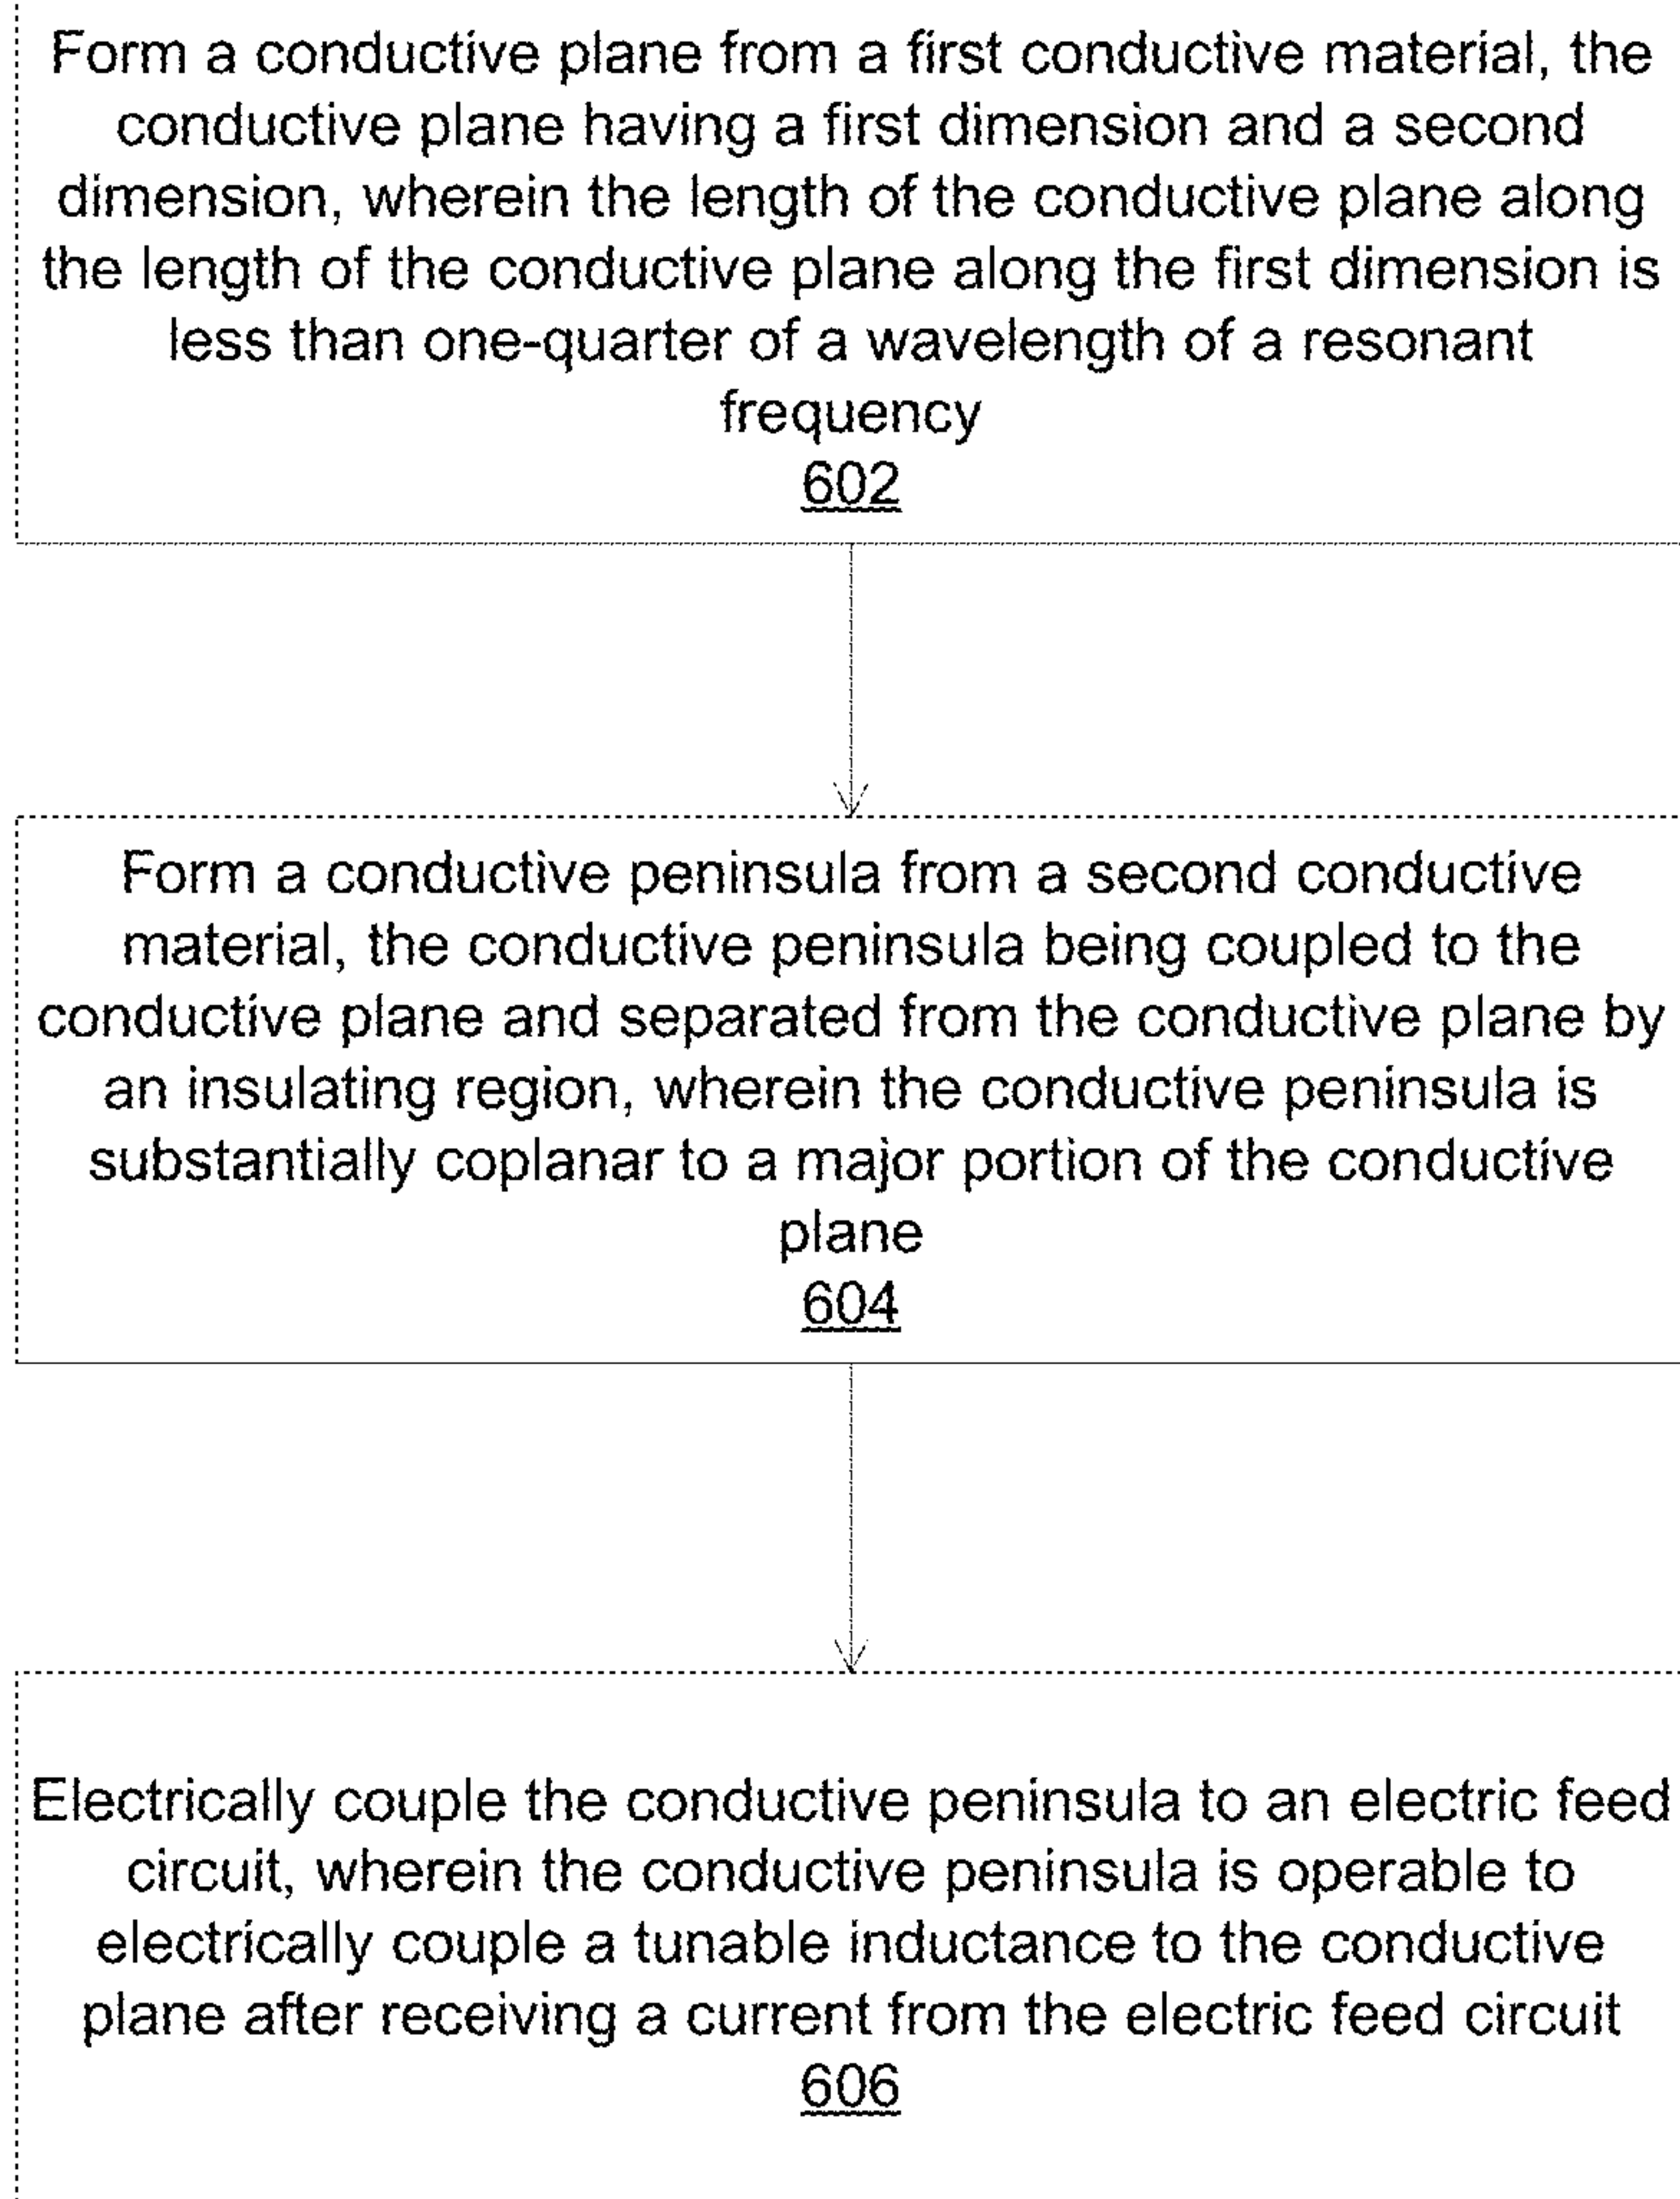 Form a conductive plane from a first conductive material, the
conductive plane having a first dimension and a second
dimension, wherein the length of the conductive plane along
the length of the conductive plane along the first dimension is
less than one-quarter of a wavelength of a resonant
frequency
602
Form a conductive peninsula from a second conductive
material, the conductive peninsula being coupled to the
conductive plane and separated from the conductive plane by
an insulating region, wherein the conductive peninsula is
substantially coplanar to a major portion of the conductive
plane
604
Electrically couple the conductive peninsula to an electric feed
circuit, wherein the conductive peninsula is operable to
electrically couple a tunable inductance to the conductive
plane after receiving a current from the electric feed circuit
606